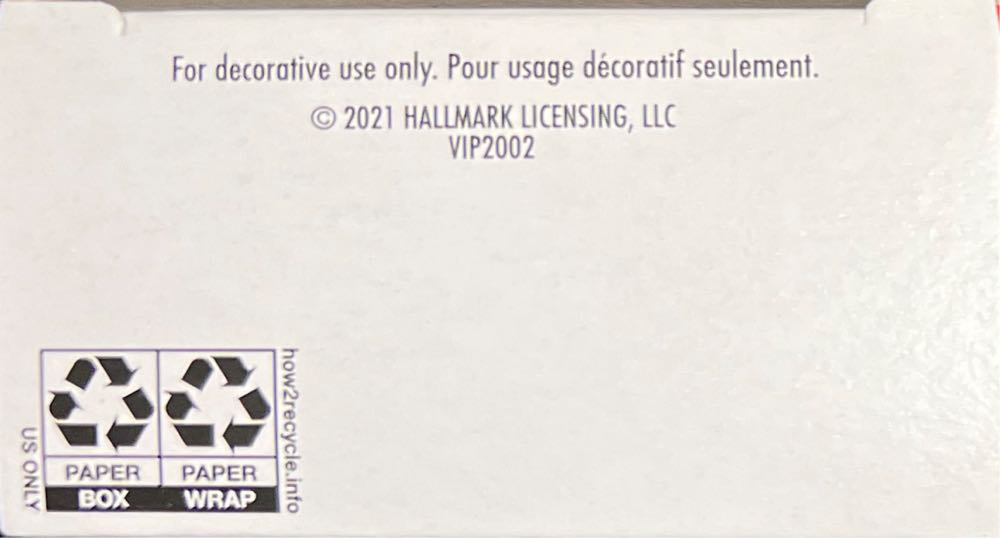 For decorative use only. Pour usage décoratif seulement.
© 2021 HALLMARK LICENSING, LLC
VIP2002
US ONLY
PAPER
BOX
PAPER
WRAP
how2recycle.info